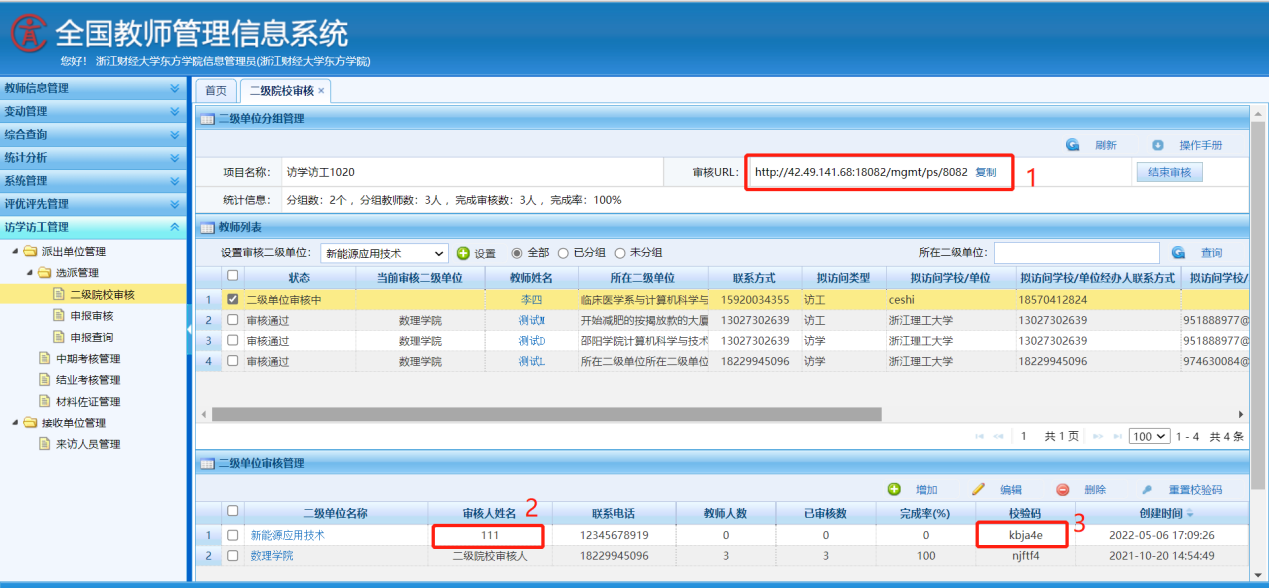 全国教师管理信息系统
您好！ 浙江财经大学东方学院信息管理员(浙江财经大学东方学院)
教师信息管理
变动管理
综合查询
统计分析
系统管理
评优评先管理
访学访工管理
派出单位管理
选派管理
二级院校审核
申报审核
申报查询
中期考核管理
结业考核管理
材料佐证管理
接收单位管理
来访人员管理
首页 二级院校审核 ×
二级单位分组管理
刷新 操作手册
项目名称： 访学访工1020 审核URL： http://42.49.141.68:18082/mgmt/ps/8082 复制 1 结束审核
统计信息： 分组数：2个 ，分组教师数：3人 ，完成审核数：3人 ，完成率：100%
教师列表
设置审核二级单位： 新能源应用技术 设置 全部 已分组 未分组 所在二级单位： 查询
状态 当前审核二级单位 教师姓名 所在二级单位 联系方式 拟访问类型 拟访问学校/单位 拟访问学校/单位经办人联系方式 拟访问学校/
1 二级单位审核中 李四 临床医学系与计算机科学与 15920034355 访工 ceshi 18570412824
2 审核通过 数理学院 测试M 开始减肥的按揭放款的大厦 13027302639 访工 浙江理工大学 13027302639 951888977@
3 审核通过 数理学院 测试D 邵阳学院计算机科学与技术 13027302639 访学 浙江理工大学 13027302639 951888977@
4 审核通过 数理学院 测试L 所在二级单位所在二级单位 18229945096 访学 浙江理工大学 18229945096 974630084@
1 共 1 页 100 1 - 4 共 4 条
二级单位审核管理
增加 编辑 删除 重置校验码
二级单位名称 审核人姓名 2 联系电话 教师人数 已审核数 完成率(%) 校验码 3 创建时间
1 新能源应用技术 111 12345678919 0 0 0 kbja4e 2022-05-06 17:09:26
2 数理学院 二级院校审核人 18229945096 3 3 100 njftf4 2021-10-20 14:54:49